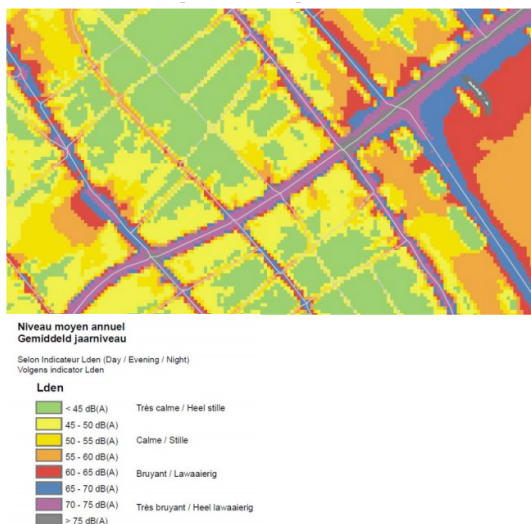 Niveau moyen annuel
Gemiddeld jaarniveau
Selon Indicateur Lden (Day / Evening / Night)
Volgens indicator Lden
Lden
< 45 dB(A) Très calme / Heel stille
45 - 50 dB(A)
50 - 55 dB(A) Calme / Stille
55 - 60 dB(A)
60 - 65 dB(A) Bruyant / Lawaaierig
65 - 70 dB(A)
70 - 75 dB(A) Très bruyant / Heel lawaaierig
> 75 dB(A)